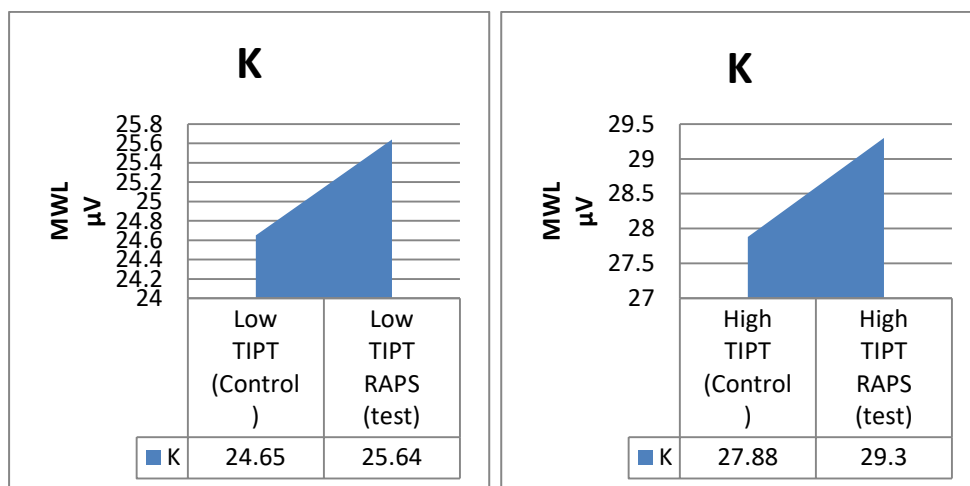 K
MWL
µV
25.8
25.6
25.4
25.2
25
24.8
24.6
24.4
24.2
24
Low
TIPT
(Control
)
Low
TIPT
RAPS
(test)
K
24.65
25.64
K
MWL
µV
29.5
29
28.5
28
27.5
27
High
TIPT
(Control
)
High
TIPT
RAPS
(test)
K
27.88
29.3